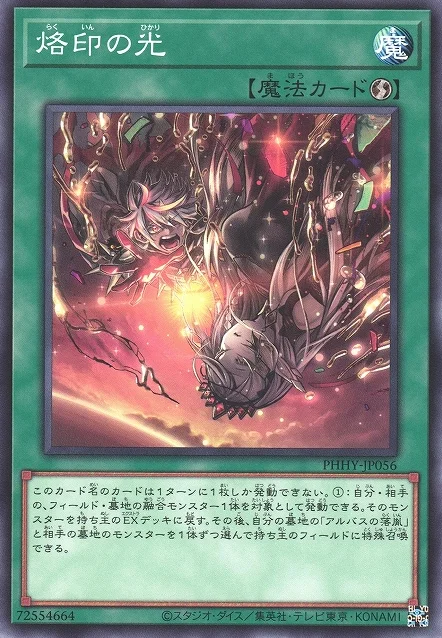 烙印の光
魔
【魔法カード】
PHHY-JP056
このカード名のカードは1ターンに1枚しか発動できない。①：自分・相手
の、フィールド・墓地の融合モンスター1体を対象として発動できる。そのモ
ンスターを持ち主のEXデッキに戻す。その後、自分の墓地の「アルバスの落胤」
と相手の墓地のモンスターを1体ずつ選んで持ち主のフィールドに特殊召喚
できる。
72554664
©スタジオ・ダイス／集英社・テレビ東京・KONAMI